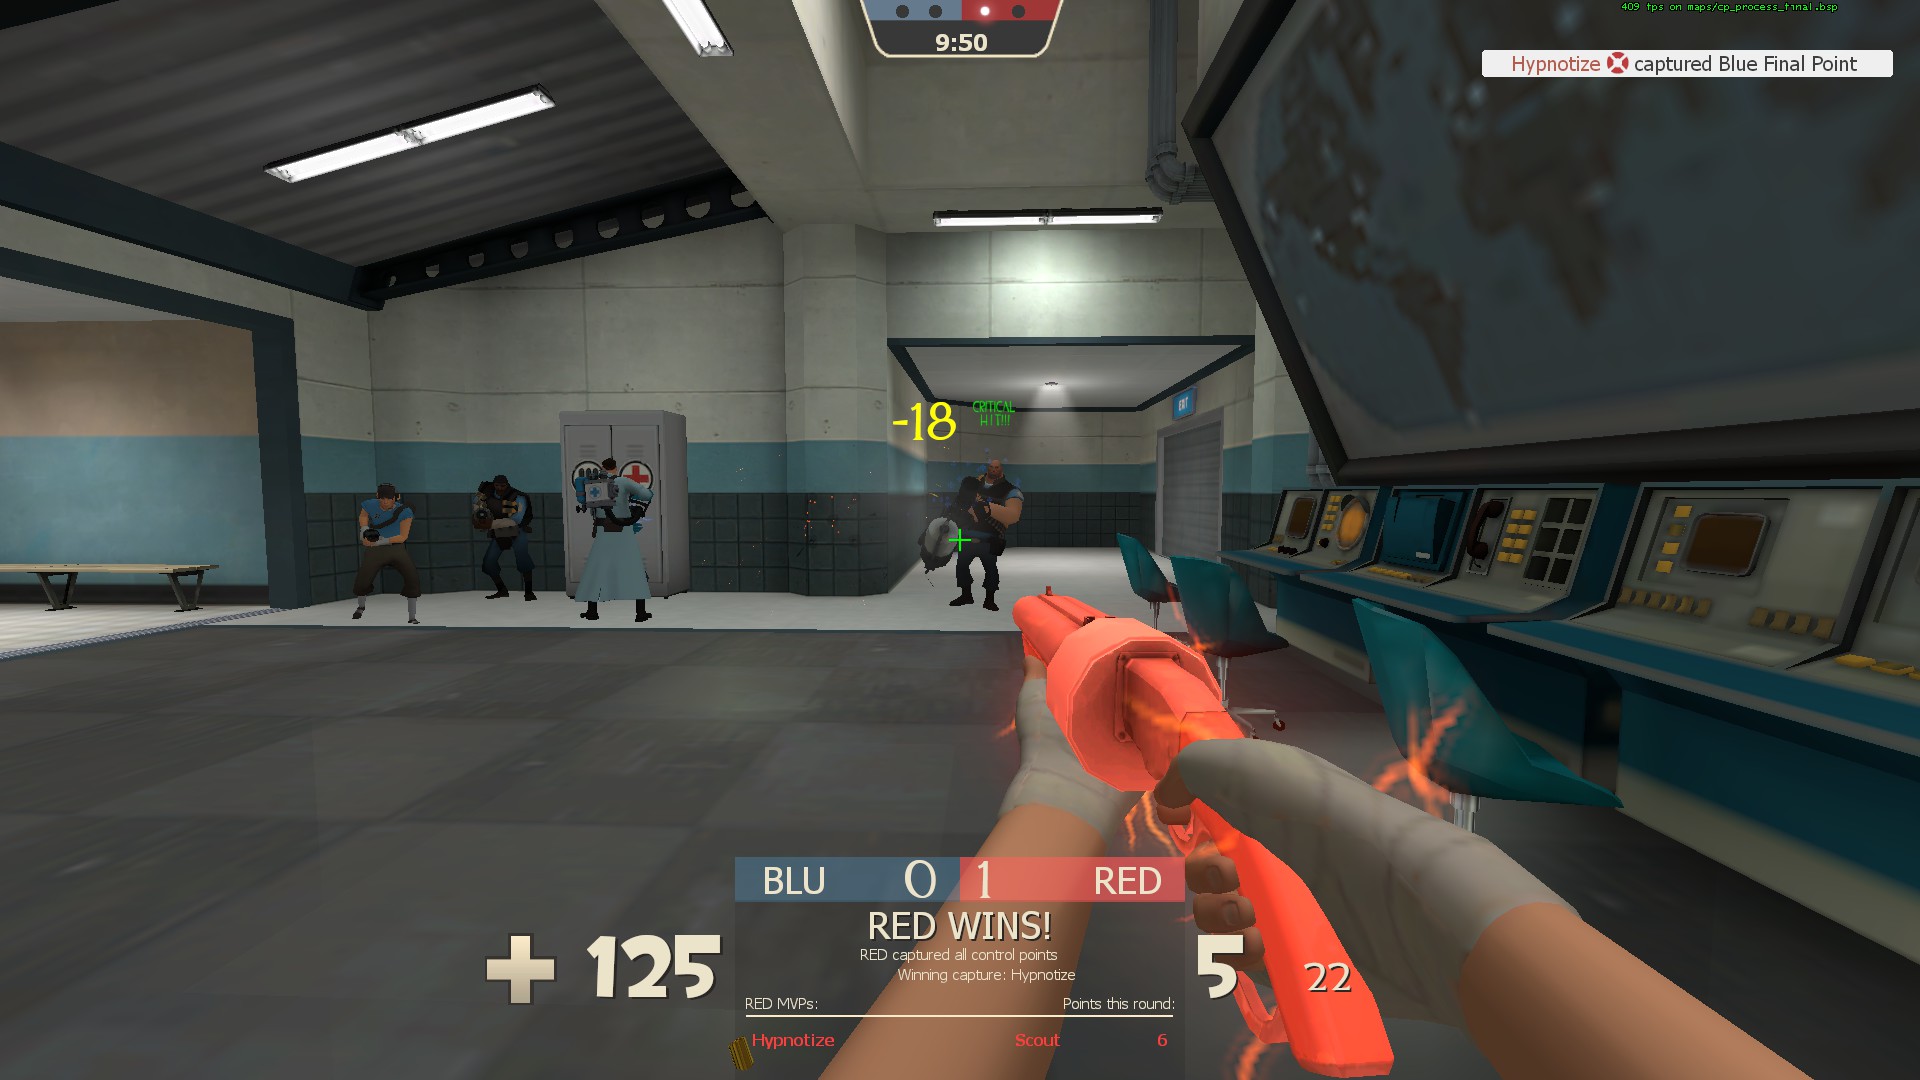 409 fps on maps/cp_process_final.bsp
9:50
Hypnotize captured Blue Final Point
EXIT
-18
CRITICAL
HIT!!!
BLU 0 1 RED
RED WINS!
RED captured all control points
Winning capture: Hypnotize
125
5 22
RED MVPs: Points this round:
Hypnotize Scout 6